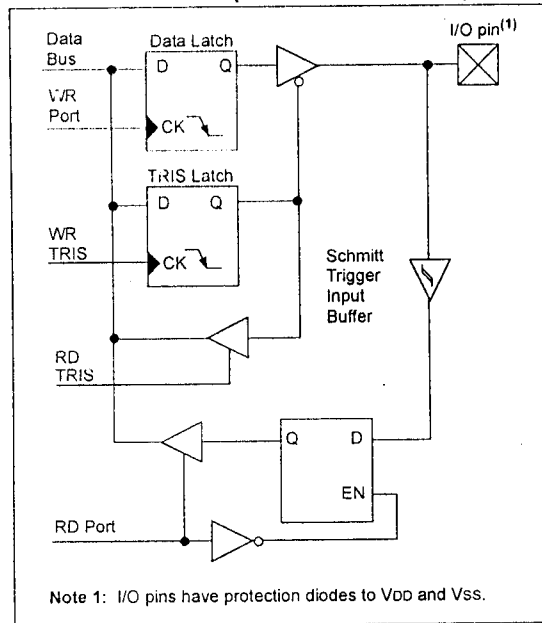 Data
Bus
Data Latch
I/O pin(1)
D Q
WR
Port
CK
TRIS Latch
D Q
WR
TRIS
CK
Schmitt
Trigger
Input
Buffer
RD
TRIS
Q D
EN
RD Port
Note 1: I/O pins have protection diodes to VDD and VSS.